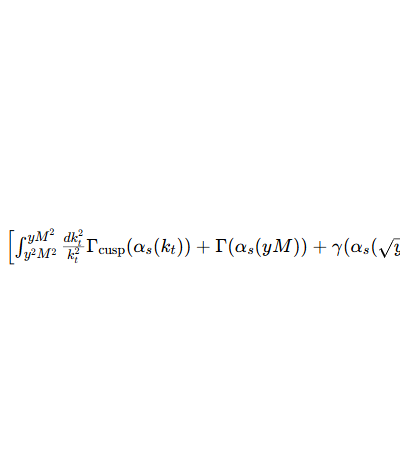 [∫_{y²M²}^{yM²} dk_t²/k_t² Γ_cusp(α_s(k_t)) + Γ(α_s(yM)) + γ(α_s(√y